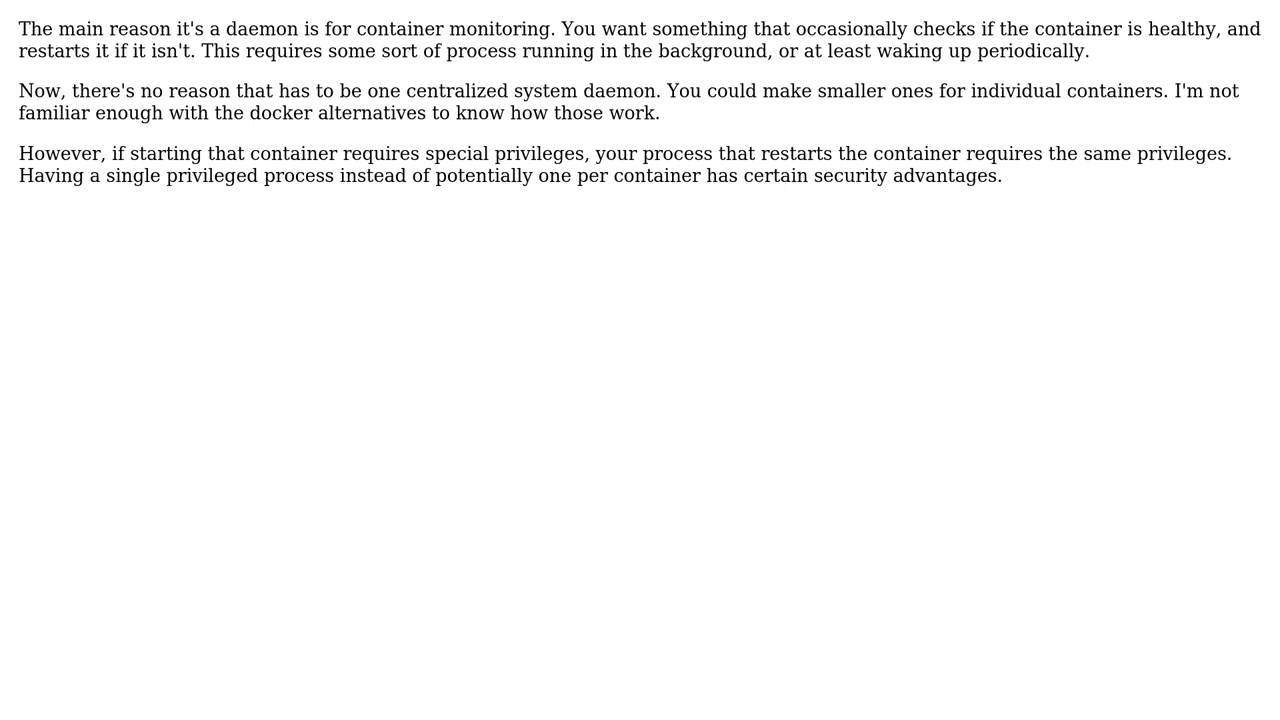 The main reason it's a daemon is for container monitoring. You want something that occasionally checks if the container is healthy, and
restarts it if it isn't. This requires some sort of process running in the background, or at least waking up periodically.
Now, there's no reason that has to be one centralized system daemon. You could make smaller ones for individual containers. I'm not
familiar enough with the docker alternatives to know how those work.
However, if starting that container requires special privileges, your process that restarts the container requires the same privileges.
Having a single privileged process instead of potentially one per container has certain security advantages.